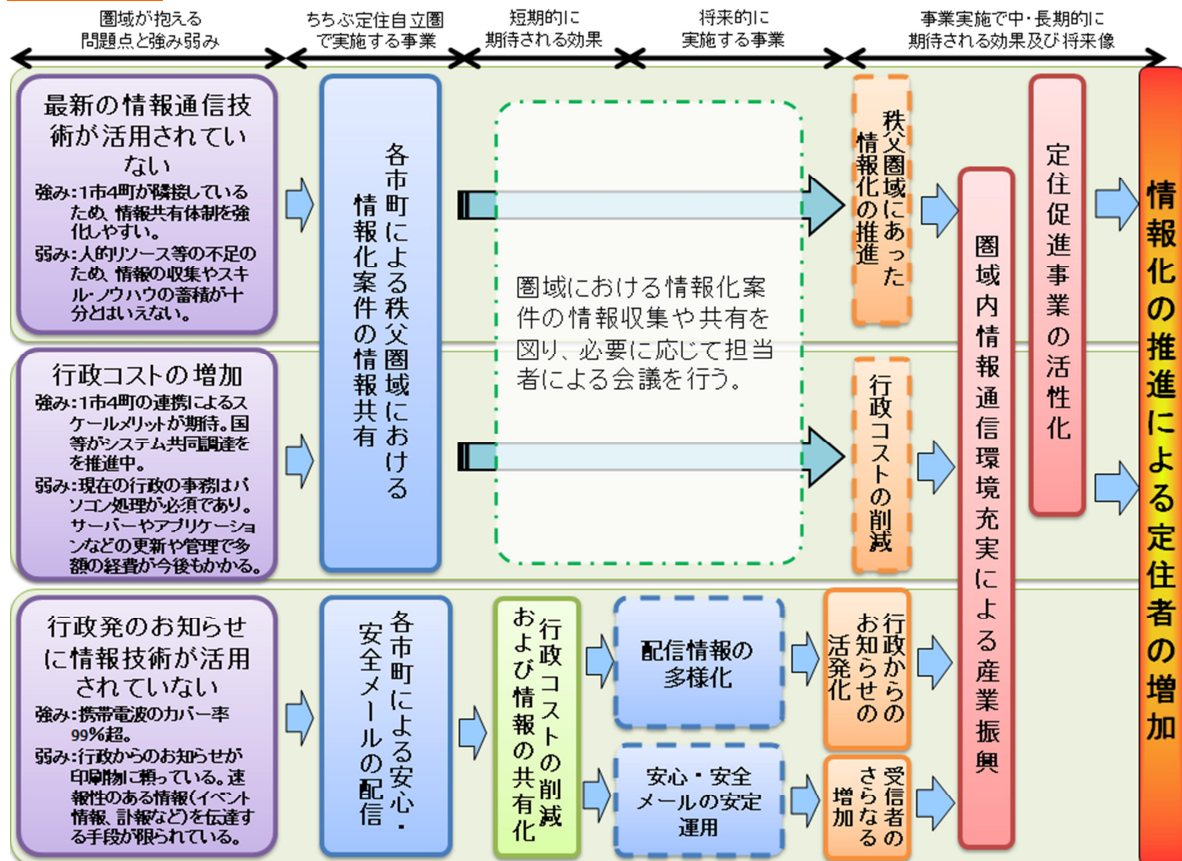 圏域が抱える
問題点と強み弱み
ちちぶ定住自立圏
で実施する事業
短期的に
期待される効果
将来的に
実施する事業
事業実施で中・長期的に
期待される効果及び将来像
最新の情報通信技
術が活用されてい
ない
強み:1市4町が隣接している
ため、情報共有体制を強
化しやすい。
弱み:人的リソース等の不足の
ため、情報の収集やスキ
ル・ノウハウの蓄積が十
分とはいえない。
各市町による秩父圏域における
情報化案件の情報共有
圏域における情報化案
件の情報収集や共有を
図り、必要に応じて担当
者による会議を行う。
秩父圏域にあった
情報化の推進
行政コストの増加
強み:1市4町の連携によるス
ケールメリットが期待。国
等がシステム共同調達を
を推進中。
弱み:現在の行政の事務はパ
ソコン処理が必須であり。
サーバーやアプリケーショ
ンなどの更新や管理で多
額の経費が今後もかかる。
行政コストの削減
行政発のお知らせ
に情報技術が活用
されていない
強み:携帯電波のカバー率
99%超。
弱み:行政からのお知らせが
印刷物に頼っている。速
報性のある情報(イベント
情報、訃報など)を伝達す
る手段が限られている。
各市町による安心・
安全メールの配信
行政コストの削減
および情報の共有化
配信情報の
多様化
安心・安全
メールの安定
運用
行政からの
お知らせの
活発化
受信者の
さらなる
増加
圏域内情報通信環境充実による産業振興
定住促進事業の活性化
情報化の推進による定住者の増加